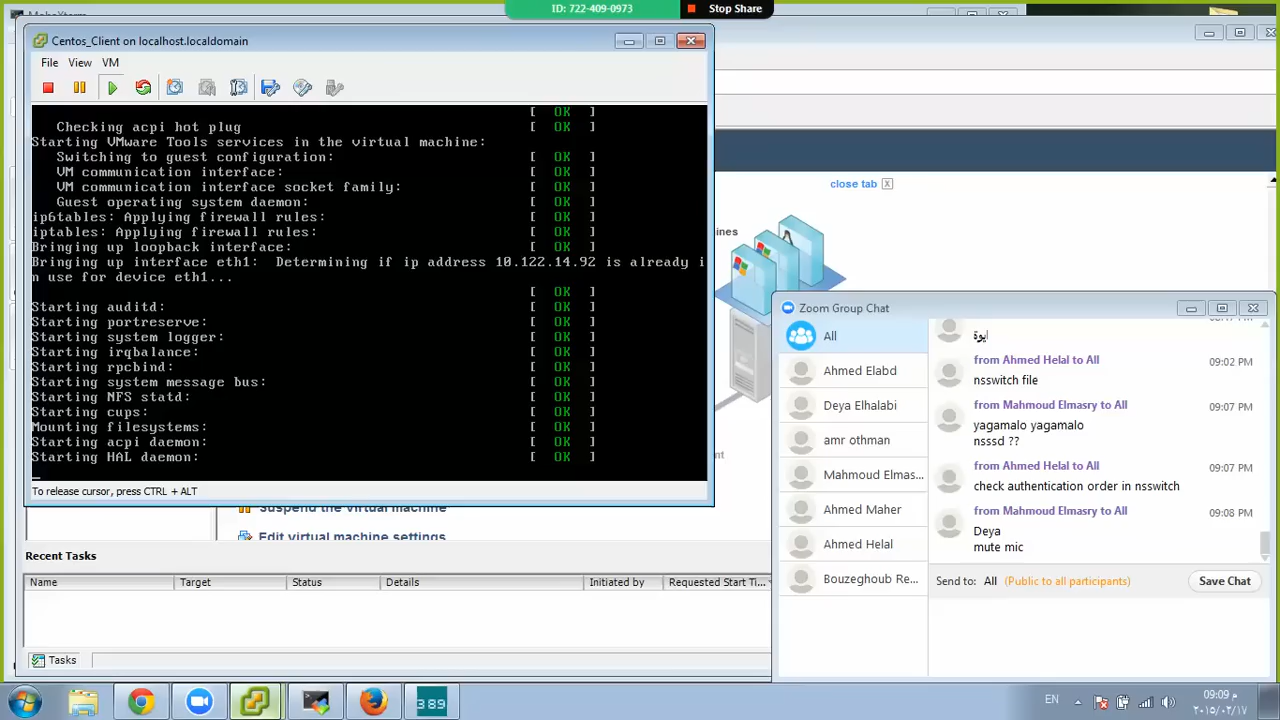 ID: 722-409-0973
Stop Share
Centos_Client on localhost.localdomain
File View VM
[ OK ]
Checking acpi hot plug [ OK ]
Starting VMware Tools services in the virtual machine:
Switching to guest configuration: [ OK ]
VM communication interface: [ OK ]
VM communication interface socket family: [ OK ]
Guest operating system daemon: [ OK ]
ip6tables: Applying firewall rules: [ OK ]
iptables: Applying firewall rules: [ OK ]
Bringing up loopback interface: [ OK ]
Bringing up interface eth1: Determining if ip address 10.122.14.92 is already i
n use for device eth1...
[ OK ]
Starting auditd: [ OK ]
Starting portreserve: [ OK ]
Starting system logger: [ OK ]
Starting irqbalance: [ OK ]
Starting rpcbind: [ OK ]
Starting system message bus: [ OK ]
Starting NFS statd: [ OK ]
Starting cups: [ OK ]
Mounting filesystems: [ OK ]
Starting acpi daemon: [ OK ]
Starting HAL daemon: [ OK ]
To release cursor, press CTRL + ALT
close tab X
Edit virtual machine settings
Recent Tasks
Name Target Status Details Initiated by Requested Start Ti...
Tasks
Zoom Group Chat
All
Ahmed Elabd
Deya Elhalabi
amr othman
Mahmoud Elmas...
Ahmed Maher
Ahmed Helal
Bouzeghoub Re...
ايوة
from Ahmed Helal to All 09:02 PM
nsswitch file
from Mahmoud Elmasry to All 09:07 PM
yagamalo yagamalo
nsssd ??
from Ahmed Helal to All 09:07 PM
check authentication order in nsswitch
from Mahmoud Elmasry to All 09:08 PM
Deya
mute mic
Send to: All (Public to all participants) Save Chat
389
EN
09:09 م
٢٠١٥/٠٢/١٧